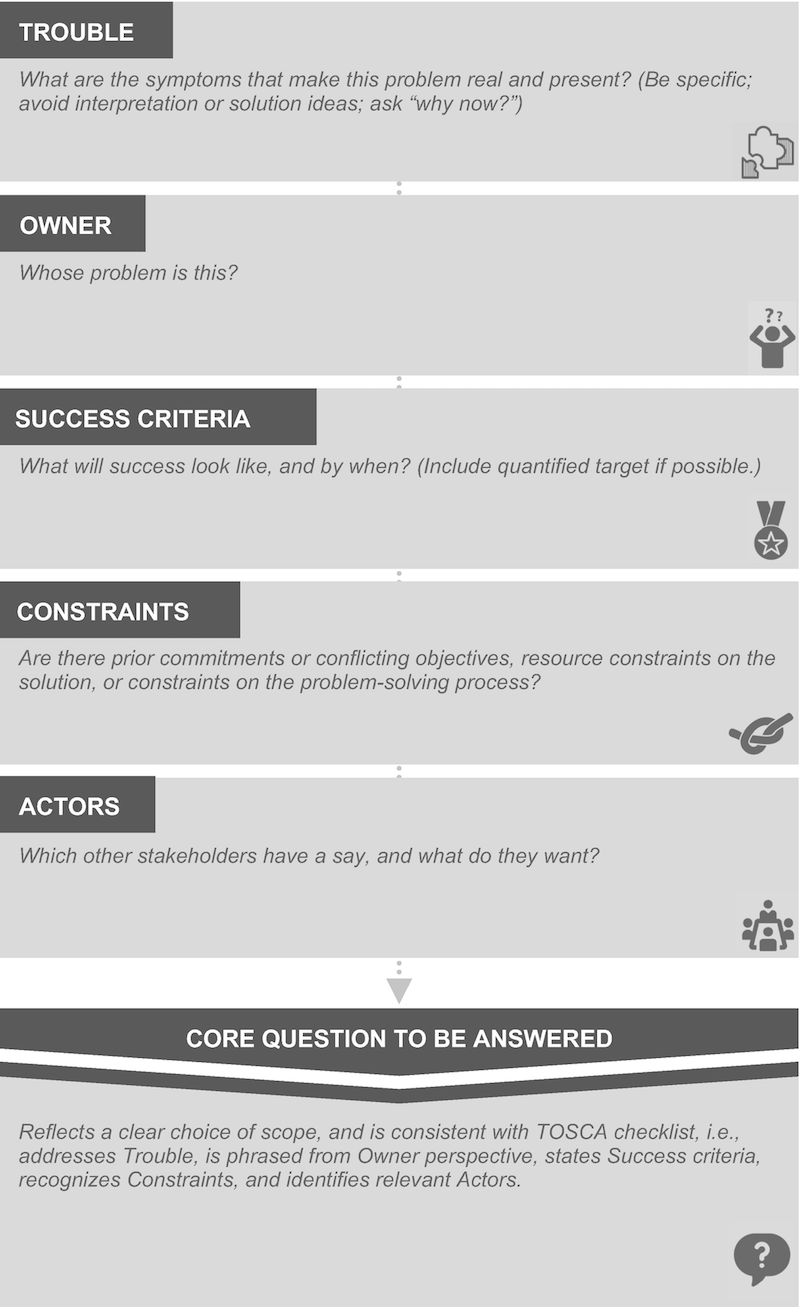 TROUBLE
What are the symptoms that make this problem real and present? (Be specific;
avoid interpretation or solution ideas; ask “why now?”)
OWNER
Whose problem is this?
??
SUCCESS CRITERIA
What will success look like, and by when? (Include quantified target if possible.)
CONSTRAINTS
Are there prior commitments or conflicting objectives, resource constraints on the
solution, or constraints on the problem-solving process?
ACTORS
Which other stakeholders have a say, and what do they want?
CORE QUESTION TO BE ANSWERED
Reflects a clear choice of scope, and is consistent with TOSCA checklist, i.e.,
addresses Trouble, is phrased from Owner perspective, states Success criteria,
recognizes Constraints, and identifies relevant Actors.
?